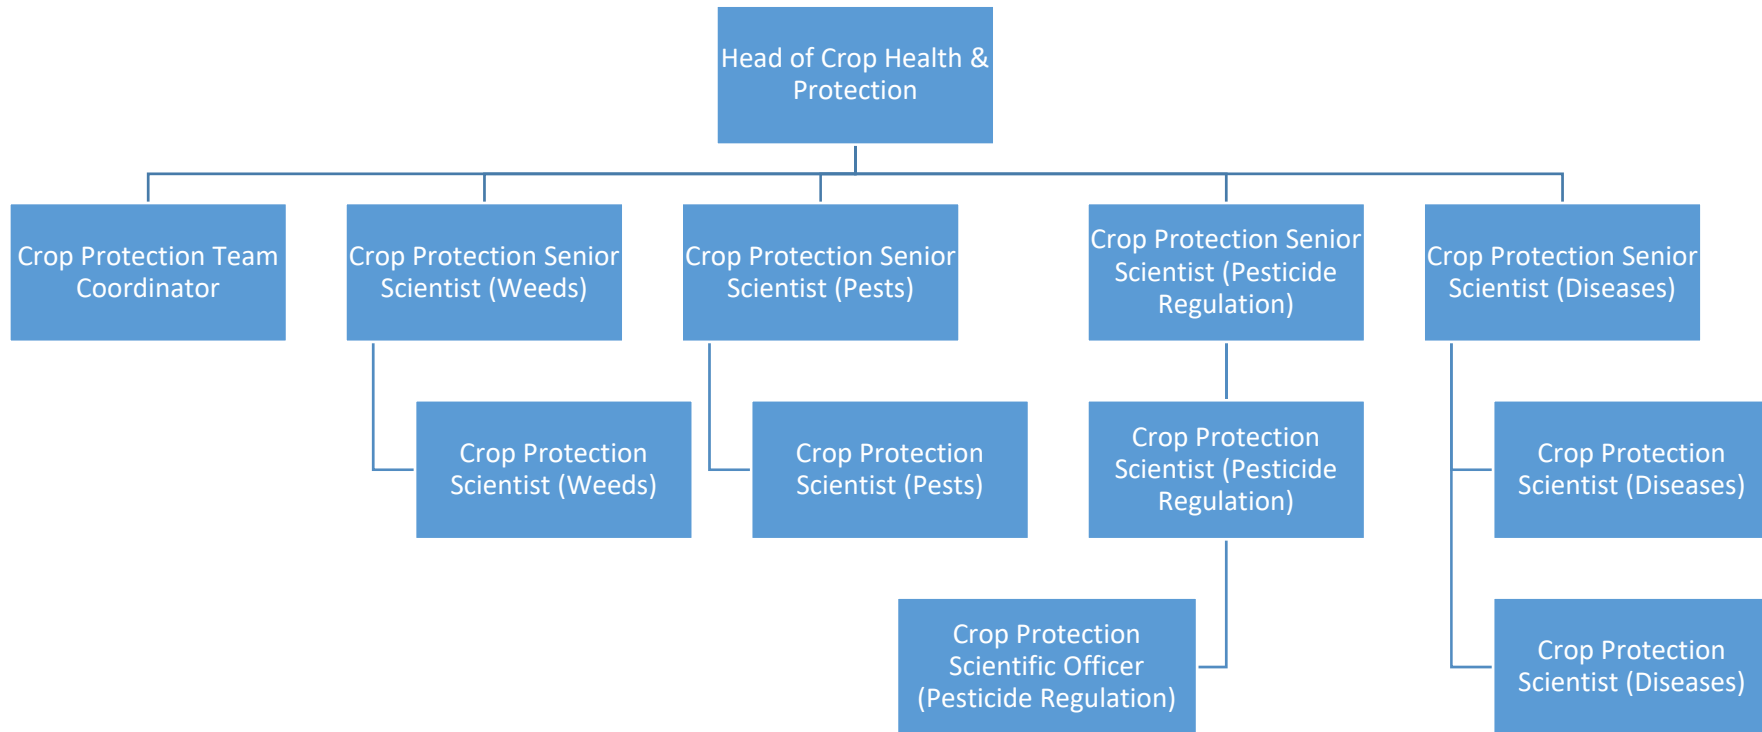 Head of Crop Health &
Protection
Crop Protection Team
Coordinator
Crop Protection Senior
Scientist (Weeds)
Crop Protection Senior
Scientist (Pests)
Crop Protection Senior
Scientist (Pesticide
Regulation)
Crop Protection Senior
Scientist (Diseases)
Crop Protection
Scientist (Weeds)
Crop Protection
Scientist (Pests)
Crop Protection
Scientist (Pesticide
Regulation)
Crop Protection
Scientist (Diseases)
Crop Protection
Scientific Officer
(Pesticide Regulation)
Crop Protection
Scientist (Diseases)